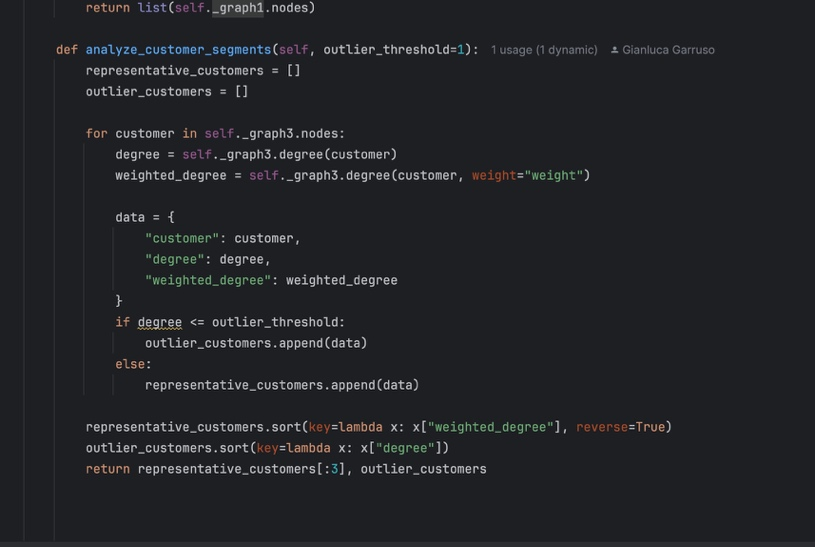 return list(self._graph1.nodes)
def analyze_customer_segments(self, outlier_threshold=1): 1 usage (1 dynamic) Gianluca Garruso
representative_customers = []
outlier_customers = []
for customer in self._graph3.nodes:
degree = self._graph3.degree(customer)
weighted_degree = self._graph3.degree(customer, weight="weight")
data = {
"customer": customer,
"degree": degree,
"weighted_degree": weighted_degree
}
if degree <= outlier_threshold:
outlier_customers.append(data)
else:
representative_customers.append(data)
representative_customers.sort(key=lambda x: x["weighted_degree"], reverse=True)
outlier_customers.sort(key=lambda x: x["degree"])
return representative_customers[:3], outlier_customers